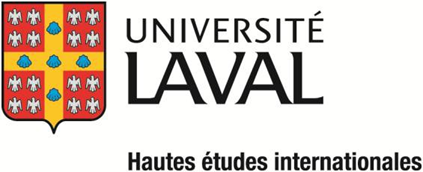 UNIVERSITÉ
LAVAL
Hautes études internationales